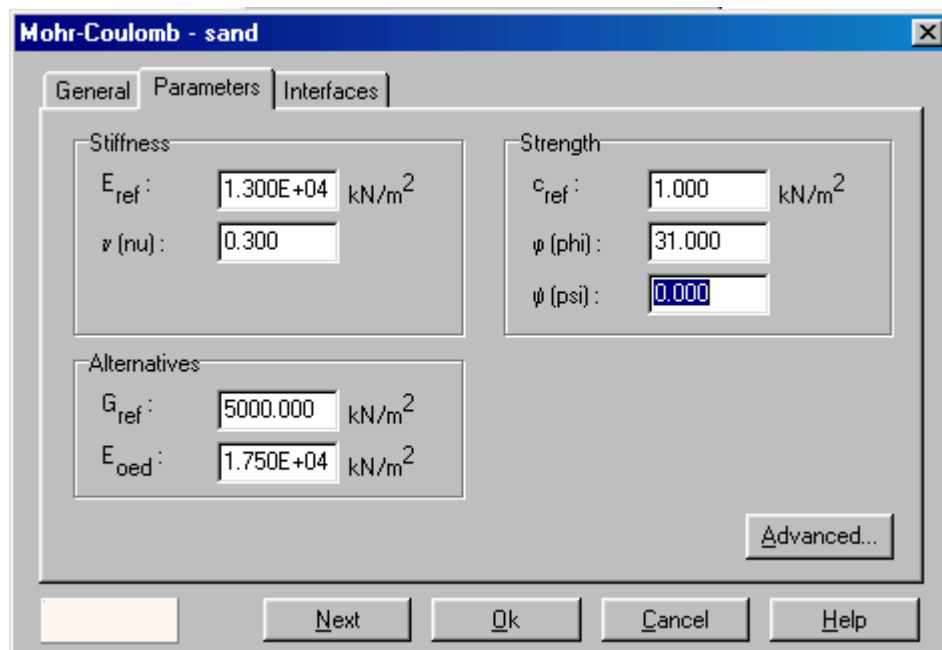 Mohr-Coulomb - sand
General Parameters Interfaces
Stiffness
E_ref : 1.300E+04 kN/m²
ν (nu) : 0.300
Strength
c_ref : 1.000 kN/m²
φ (phi) : 31.000
ψ (psi) : 0.000
Alternatives
G_ref : 5000.000 kN/m²
E_oed : 1.750E+04 kN/m²
Advanced...
Next Ok Cancel Help